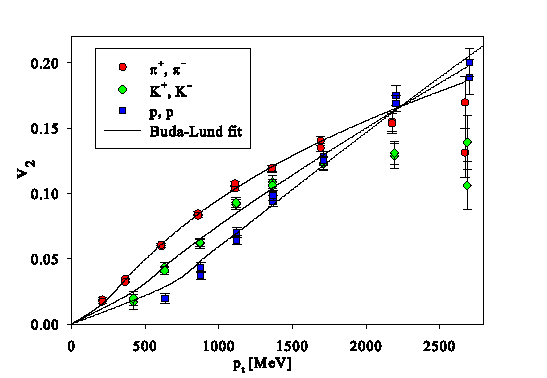 0.20
0.15
0.10
0.05
0.00
V2
π+, π−
K+, K−
p, p
Buda-Lund fit
0 500 1000 1500 2000 2500
pt [MeV]